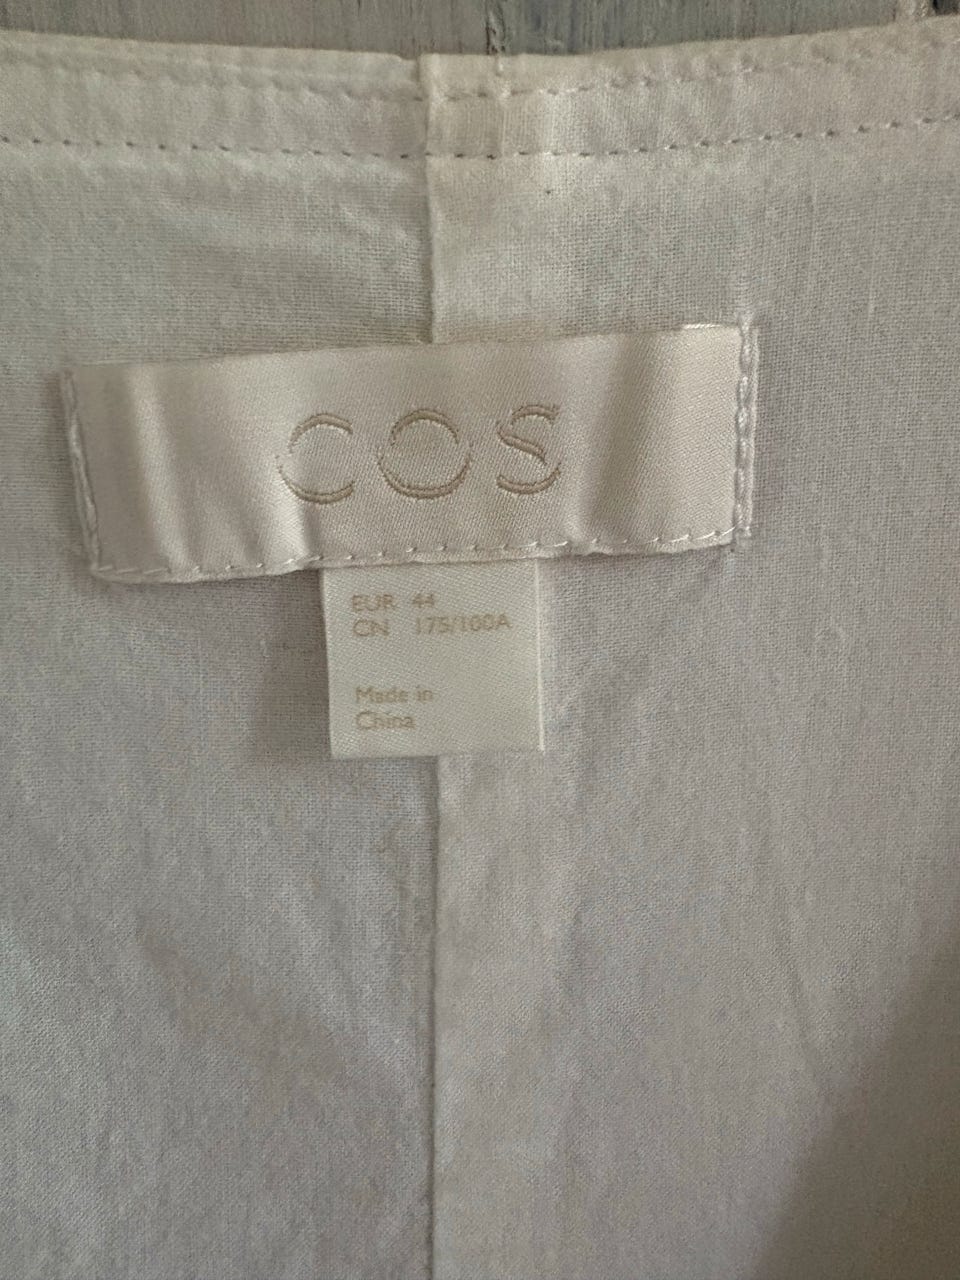 COS
EUR 44
CN 175/100A
Made in
China